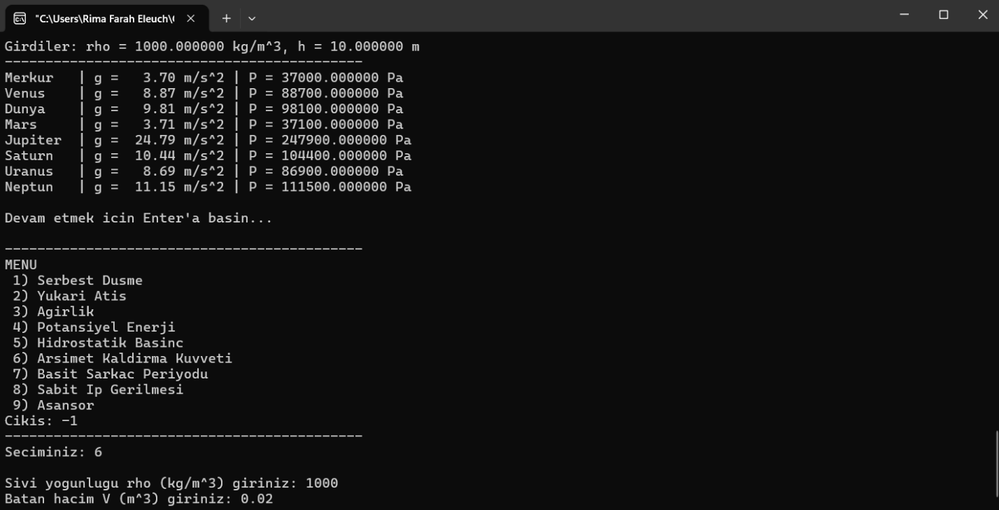 "C:\Users\Rima Farah Eleuch\
Girdiler: rho = 1000.000000 kg/m^3, h = 10.000000 m
--------------------------------------------
Merkur   | g =   3.70 m/s^2 | P = 37000.000000 Pa
Venus    | g =   8.87 m/s^2 | P = 88700.000000 Pa
Dunya    | g =   9.81 m/s^2 | P = 98100.000000 Pa
Mars     | g =   3.71 m/s^2 | P = 37100.000000 Pa
Jupiter  | g =  24.79 m/s^2 | P = 247900.000000 Pa
Saturn   | g =  10.44 m/s^2 | P = 104400.000000 Pa
Uranus   | g =   8.69 m/s^2 | P = 86900.000000 Pa
Neptun   | g =  11.15 m/s^2 | P = 111500.000000 Pa
Devam etmek icin Enter'a basin...
--------------------------------------------
MENU
1) Serbest Dusme
2) Yukari Atis
3) Agirlik
4) Potansiyel Enerji
5) Hidrostatik Basinc
6) Arsimet Kaldirma Kuvveti
7) Basit Sarkac Periyodu
8) Sabit Ip Gerilmesi
9) Asansor
Cikis: -1
--------------------------------------------
Seciminiz: 6
Sivi yogunlugu rho (kg/m^3) giriniz: 1000
Batan hacim V (m^3) giriniz: 0.02